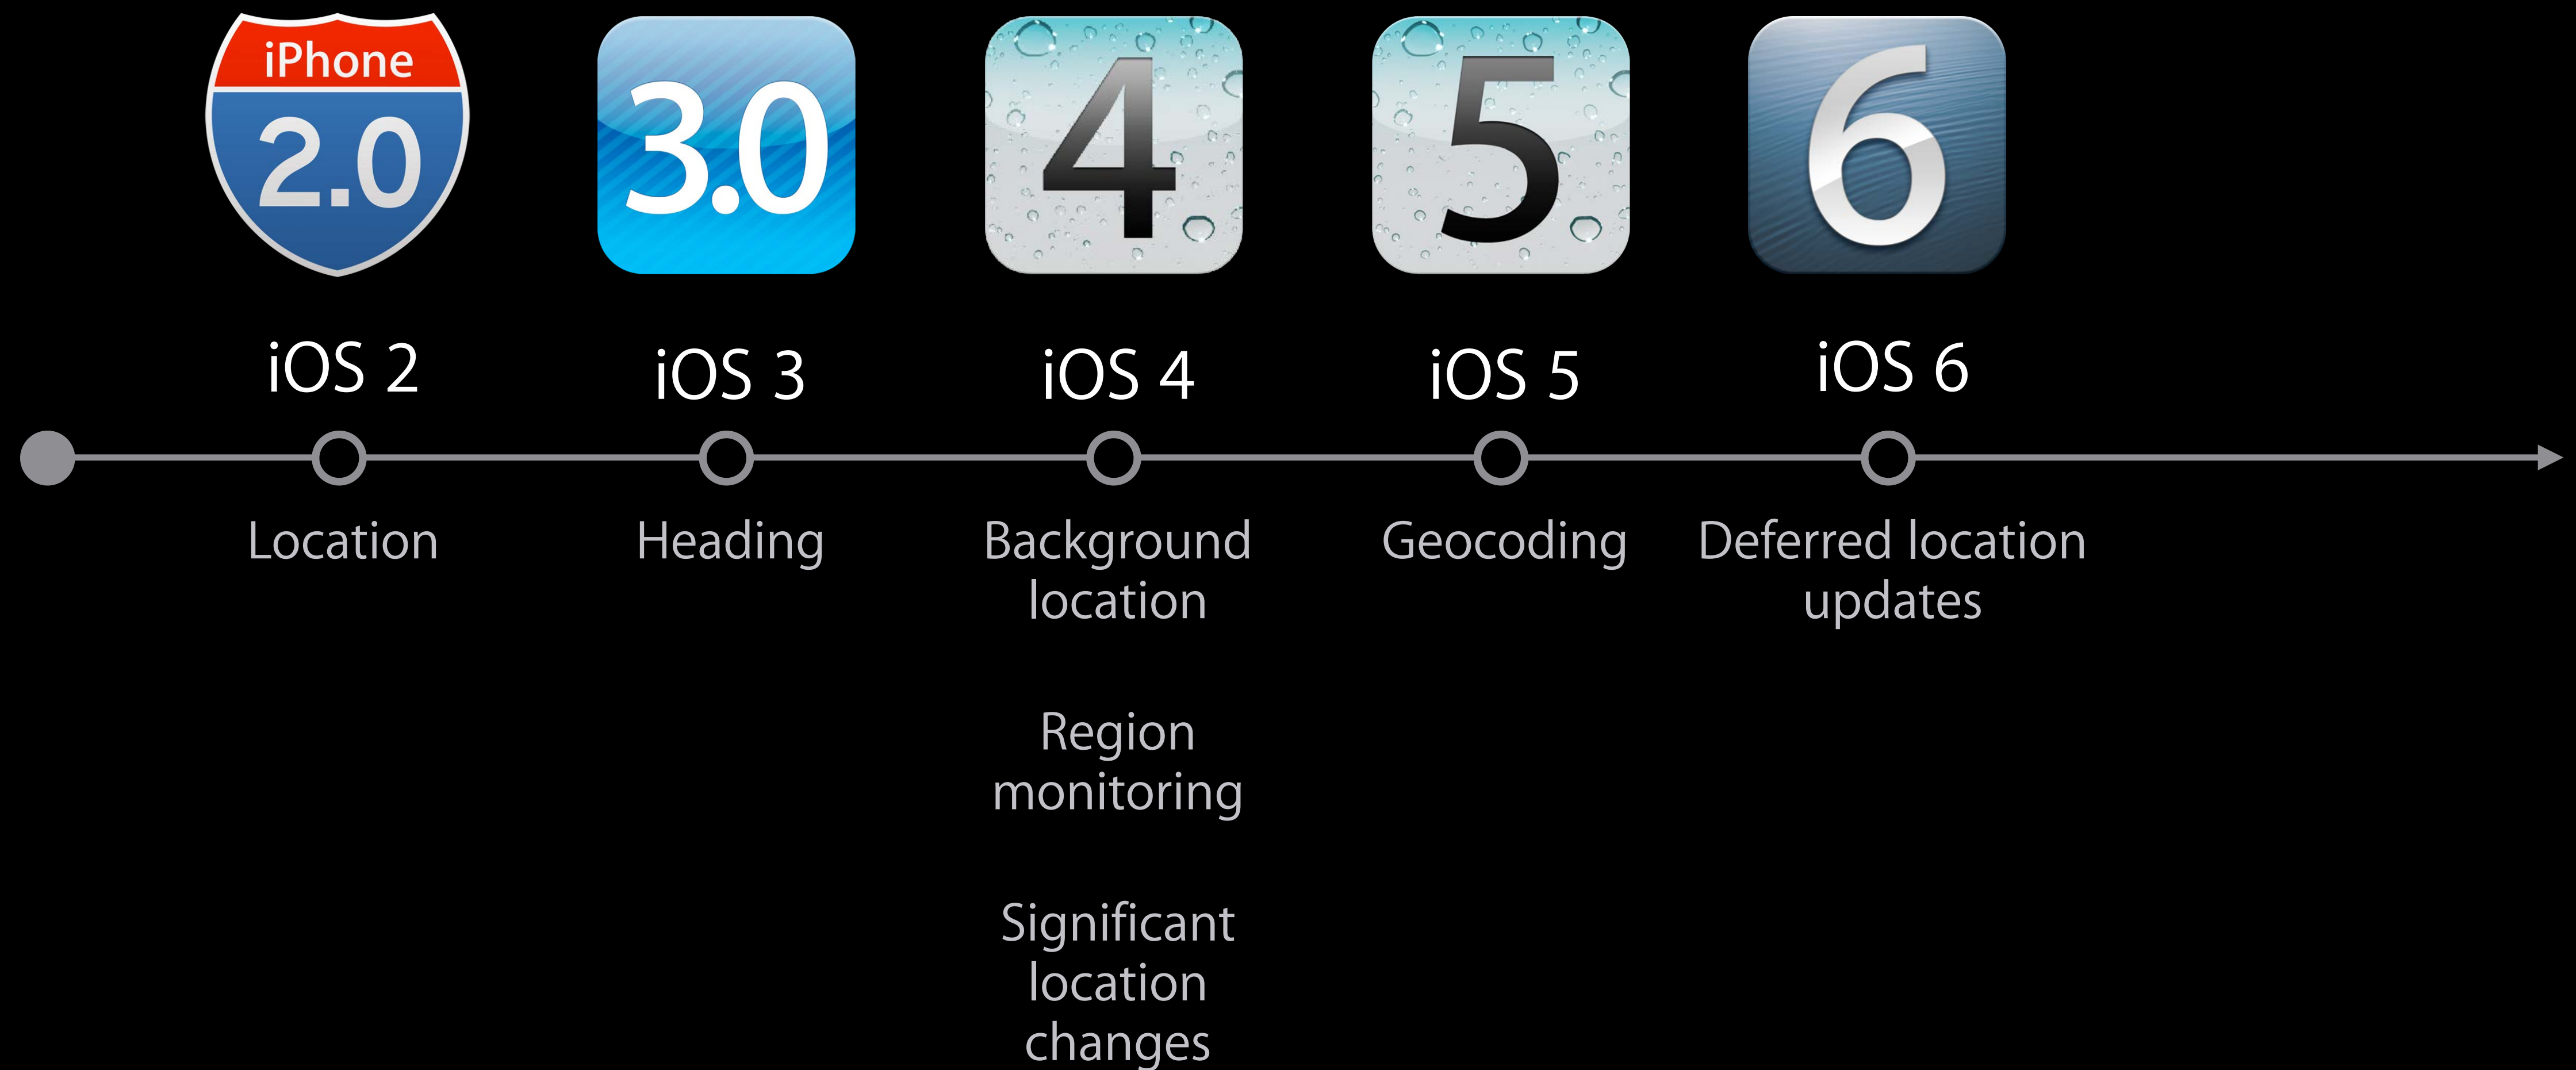 iPhone
2.0
3.0
4
5
6
iOS 2
iOS 3
iOS 4
iOS 5
iOS 6
Location
Heading
Background
location
Region
monitoring
Significant
location
changes
Geocoding
Deferred location
updates